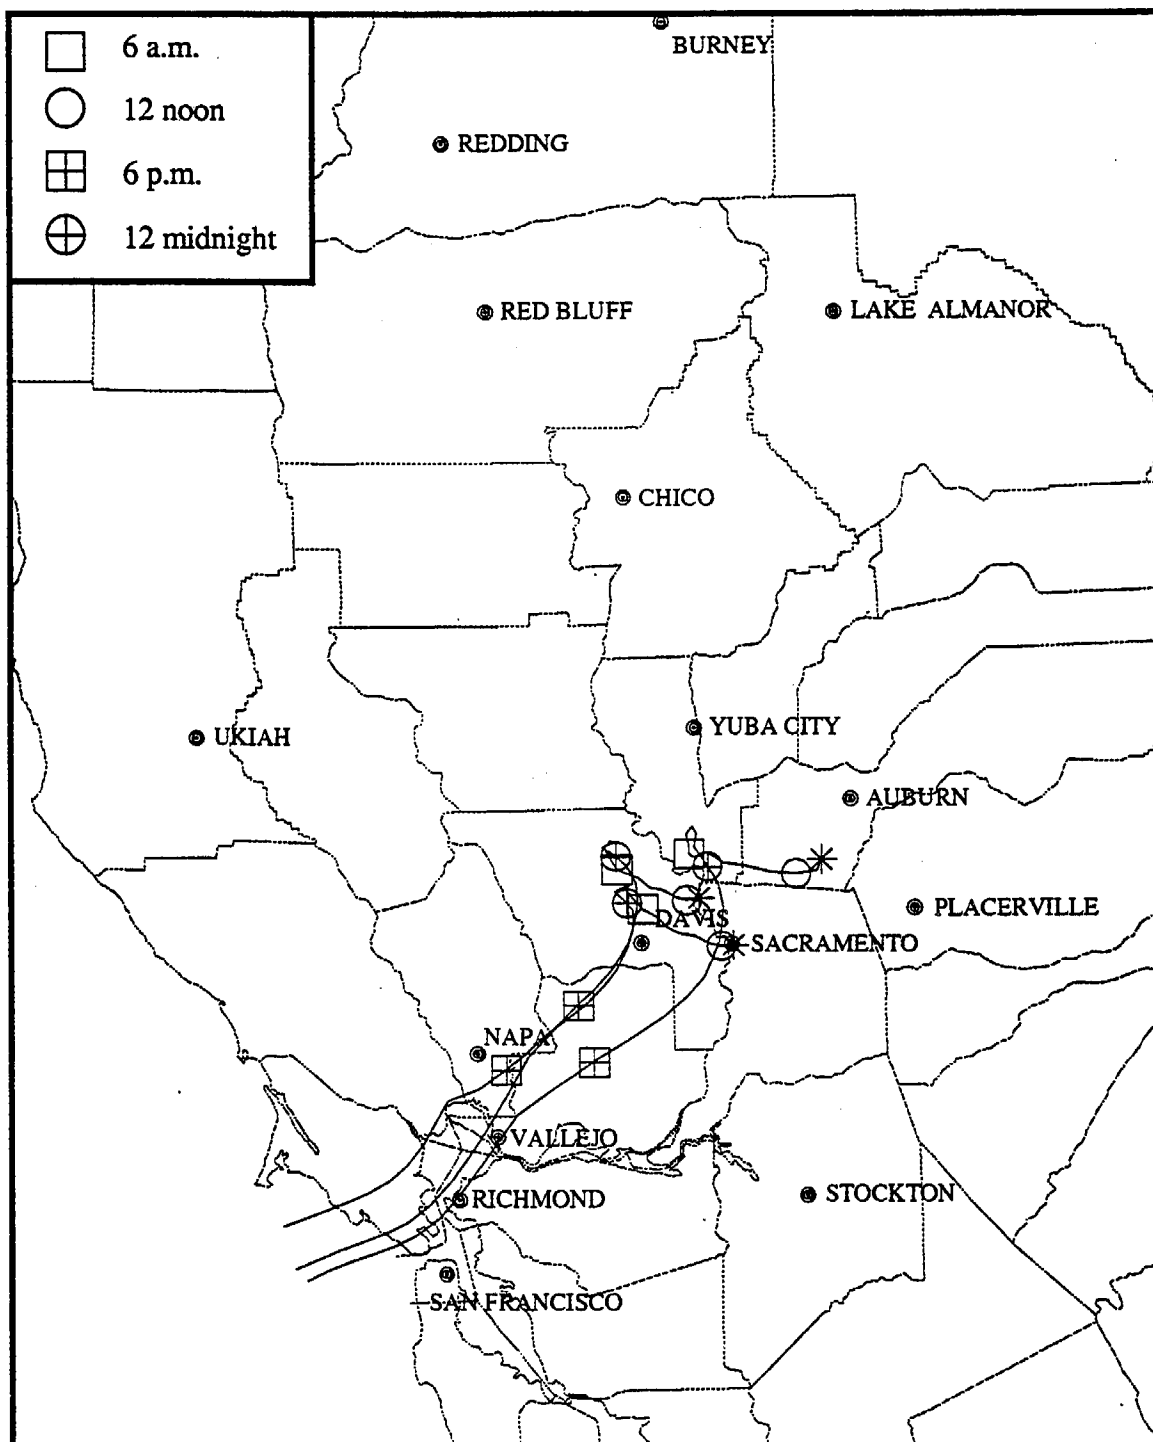 6 a.m.
12 noon
6 p.m.
12 midnight
BURNEY
REDDING
RED BLUFF
LAKE ALMANOR
CHICO
UKIAH
YUBA CITY
AUBURN
DAVIS
PLACERVILLE
SACRAMENTO
NAPA
VALLEJO
RICHMOND
STOCKTON
SAN FRANCISCO